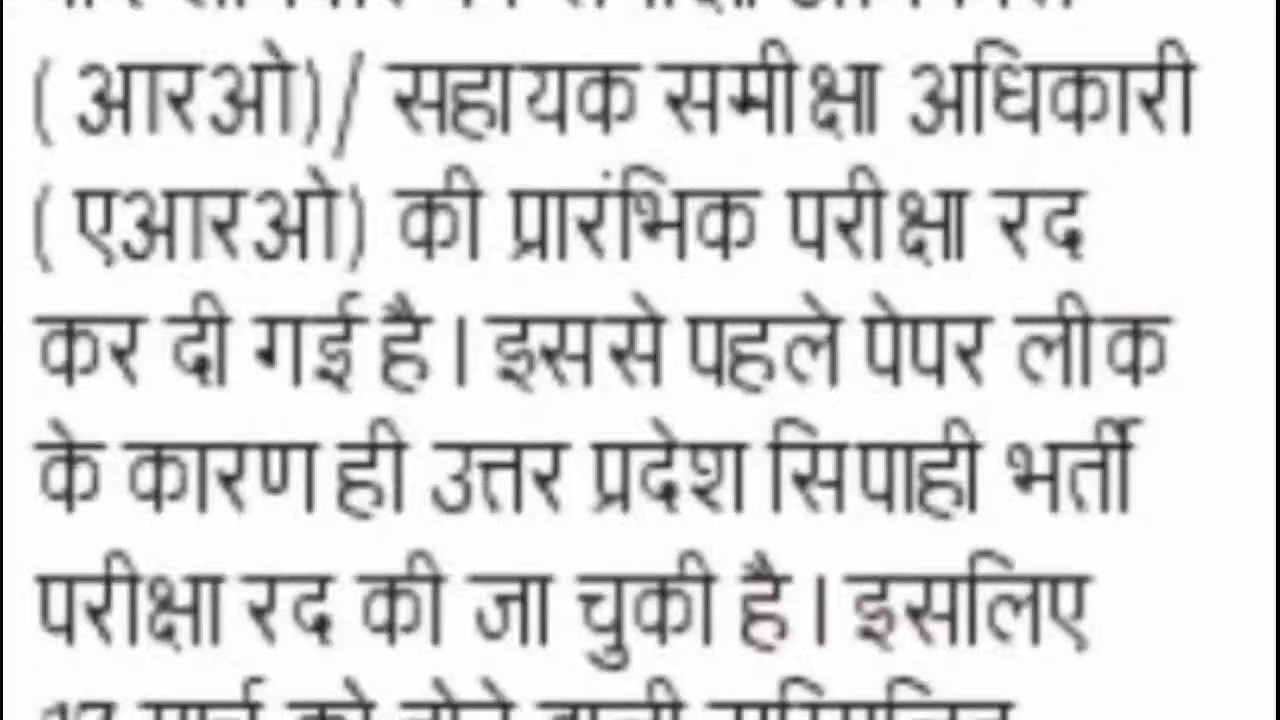 ( आरओ)/ सहायक समीक्षा अधिकारी
( एआरओ) की प्रारंभिक परीक्षा रद
कर दी गई है। इससे पहले पेपर लीक
के कारण ही उत्तर प्रदेश सिपाही भर्ती
परीक्षा रद की जा चुकी है। इसलिए